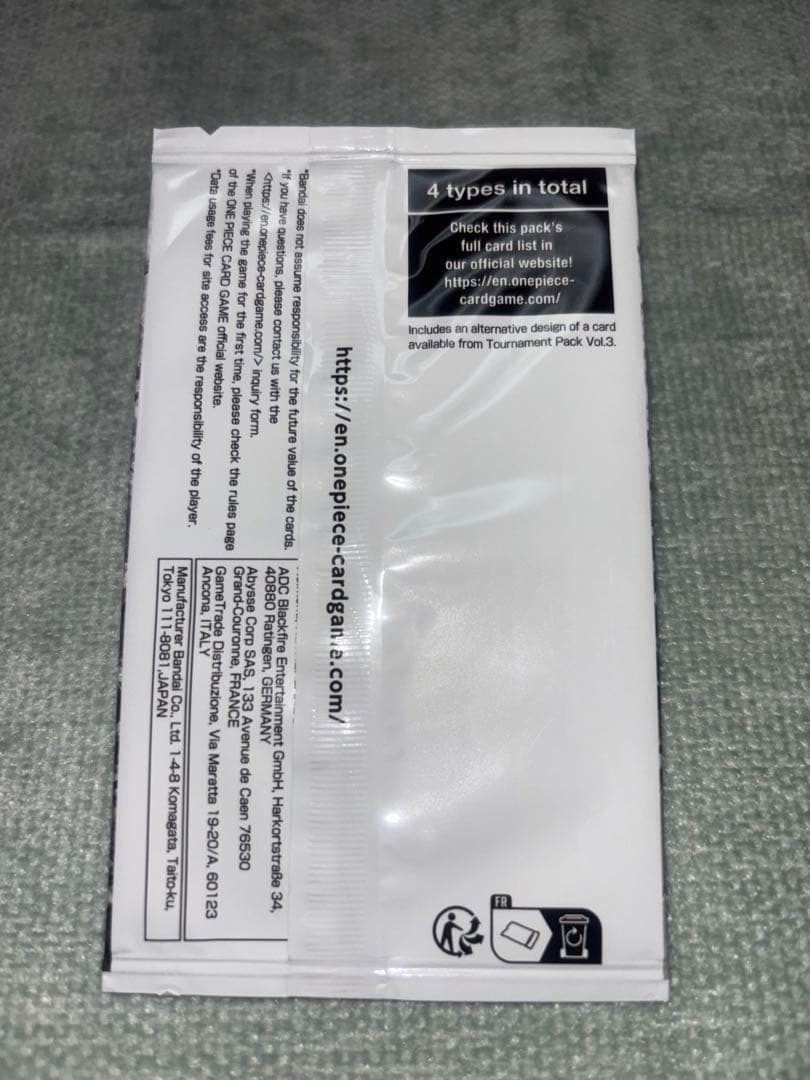 4 types in total
Check this pack's
full card list in
our official website!
https://en.onepiece-
cardgame.com/
Includes an alternative design of a card
available from Tournament Pack Vol.3.
https://en.onepiece-cardgame.com/
*Bandai does not assume responsibility for the future value of the cards.
*If you have questions, please contact us with the
<https://en.onepiece-cardgame.com/> inquiry form.
*When playing the game for the first time, please check the rules page
of the ONE PIECE CARD GAME official website.
*Data usage fees for site access are the responsibility of the player.
ADC Blackfire Entertainment GmbH, Harkortstraße 34,
40880 Ratingen, GERMANY
Abysse Corp SAS, 133 Avenue de Caen 76530
Grand-Couronne, FRANCE
GameTrade Distribuzione, Via Maratta 19-20/A, 60123
Ancona, ITALY
Manufacturer Bandai Co., Ltd. 1-4-8 Komagata, Taito-ku,
Tokyo 111-8081,JAPAN
FR